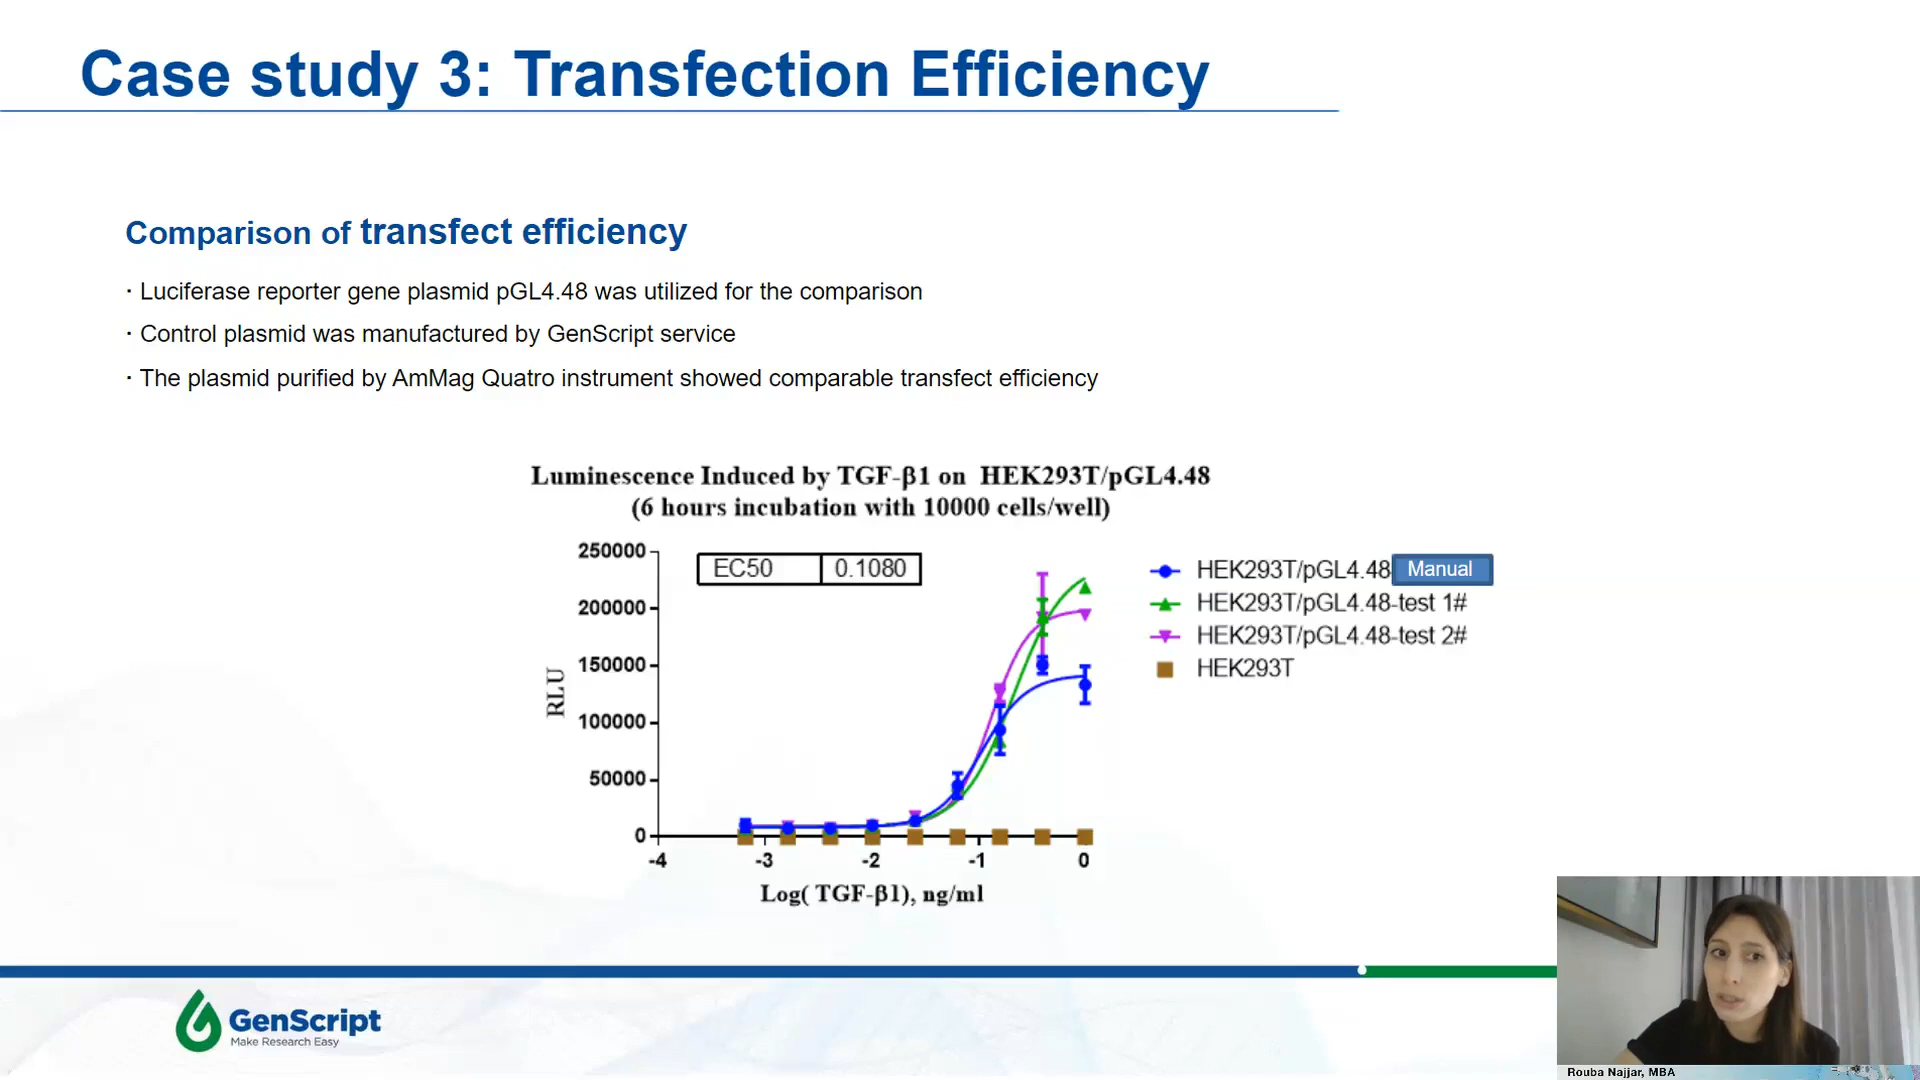 Case study 3: Transfection Efficiency
Comparison of transfect efficiency
· Luciferase reporter gene plasmid pGL4.48 was utilized for the comparison
· Control plasmid was manufactured by GenScript service
· The plasmid purified by AmMag Quatro instrument showed comparable transfect efficiency
Luminescence Induced by TGF-β1 on HEK293T/pGL4.48
(6 hours incubation with 10000 cells/well)
EC50 0.1080
250000
200000
150000
100000
50000
0
RLU
-4 -3 -2 -1 0
Log( TGF-β1), ng/ml
HEK293T/pGL4.48 Manual
HEK293T/pGL4.48-test 1#
HEK293T/pGL4.48-test 2#
HEK293T
GenScript
Make Research Easy
Rouba Najjar, MBA